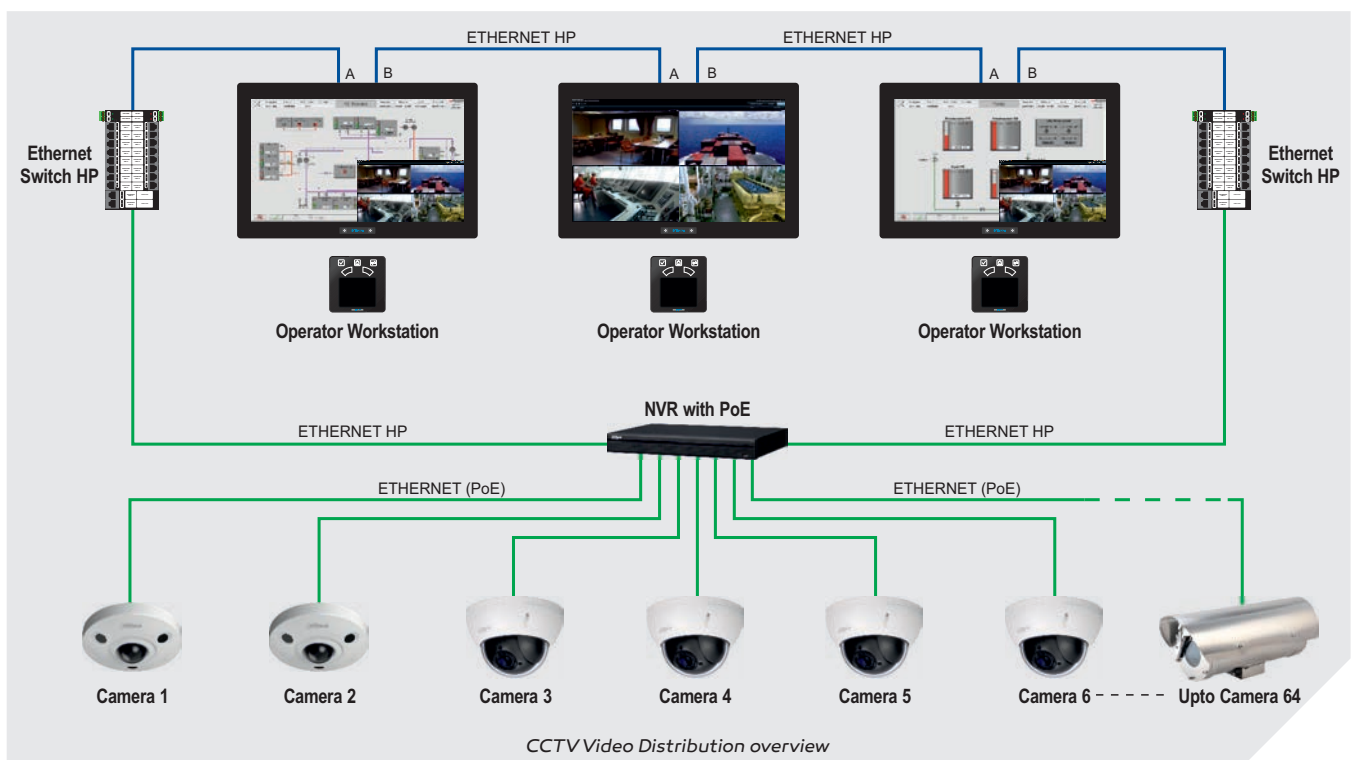 ETHERNET HP
ETHERNET HP
A
B
A
B
A
B
Ethernet
Switch HP
Ethernet
Switch HP
Operator Workstation
Operator Workstation
Operator Workstation
NVR with PoE
ETHERNET HP
ETHERNET HP
ETHERNET (PoE)
ETHERNET (PoE)
Camera 1
Camera 2
Camera 3
Camera 4
Camera 5
Camera 6
Upto Camera 64
CCTV Video Distribution overview